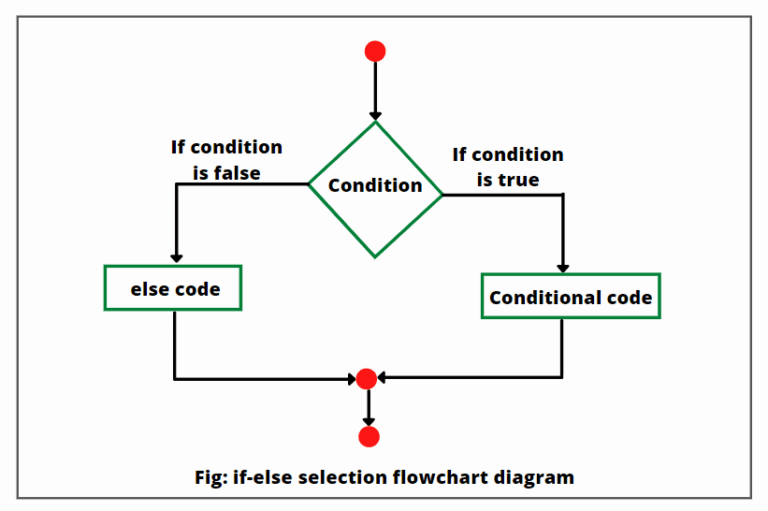 If condition
is false
Condition
If condition
is true
else code
Conditional code
Fig: if-else selection flowchart diagram